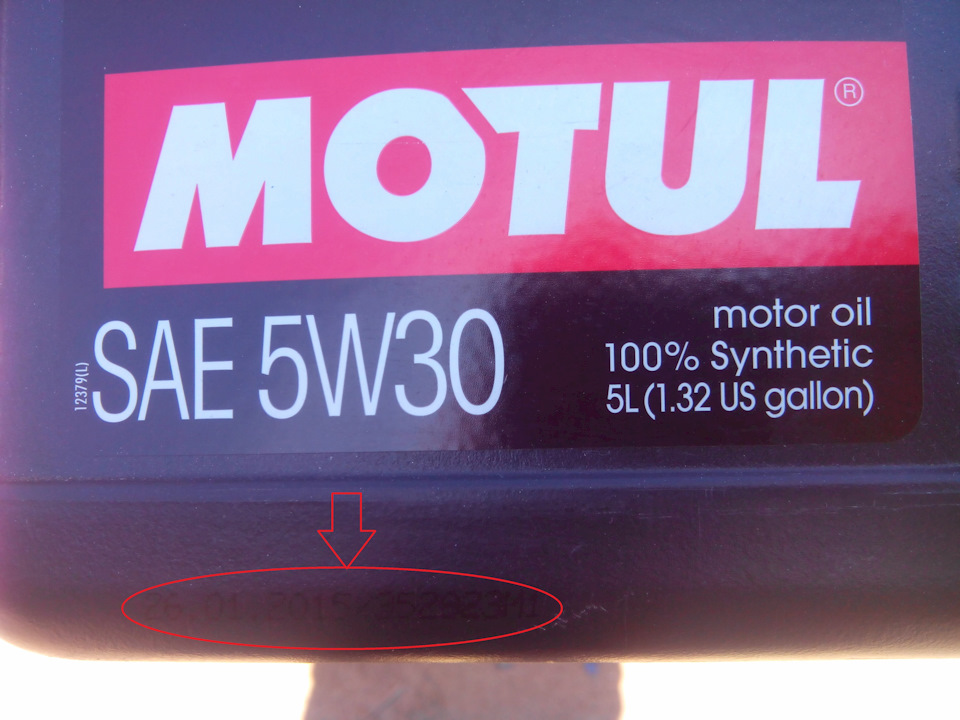 MOTUL®
SAE 5W30
motor oil
100% Synthetic
5L (1.32 US gallon)
12379(L)